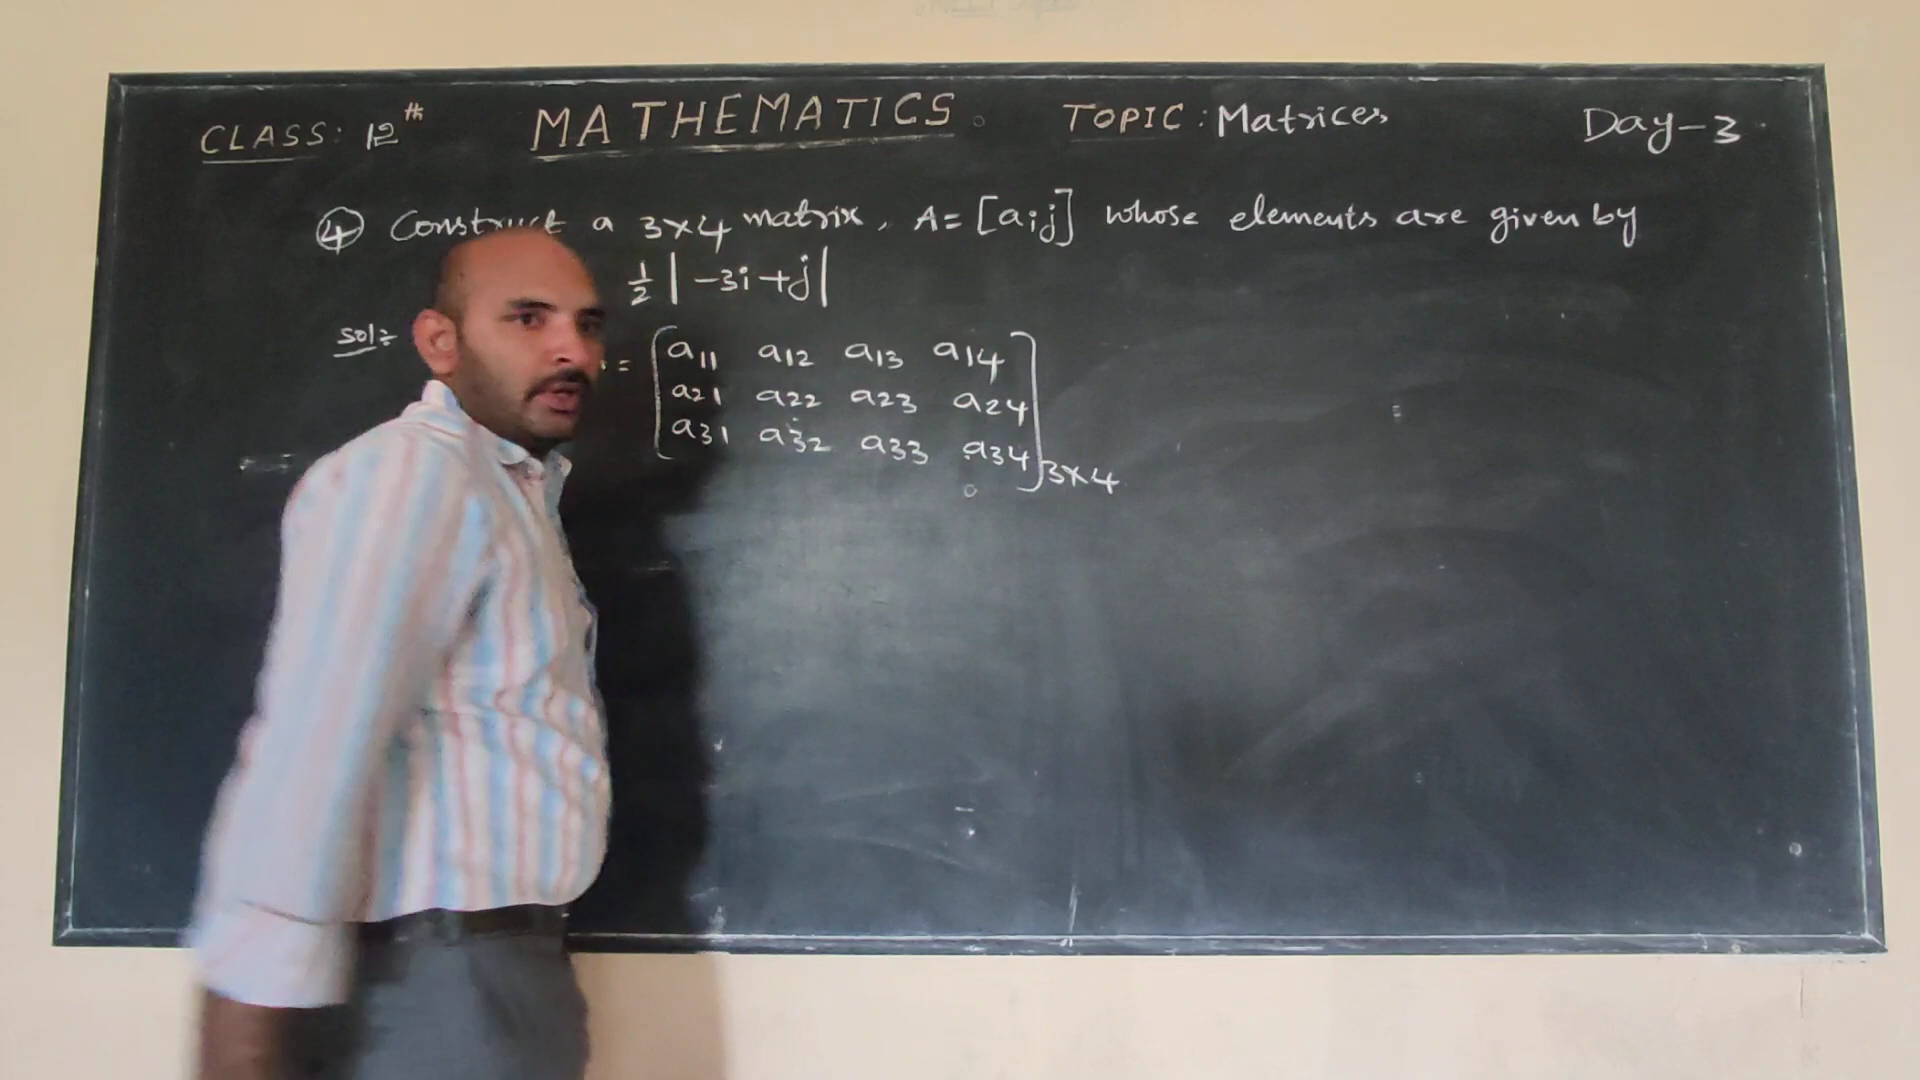 CLASS: 12th MATHEMATICS. TOPIC: Matrices Day-3
④ Construct a 3×4 matrix, A=[aij] whose elements are given by
½|-3i+j|
Sol:-
= [a11 a12 a13 a14
a21 a22 a23 a24
a31 a32 a33 a34]3×4